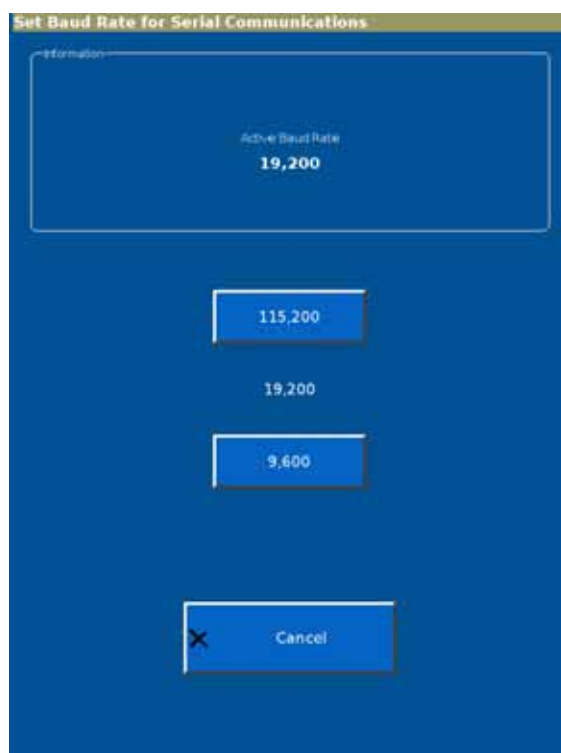 Set Baud Rate for Serial Communications
Information
Active Baud Rate
19,200
115,200
19,200
9,600
Cancel